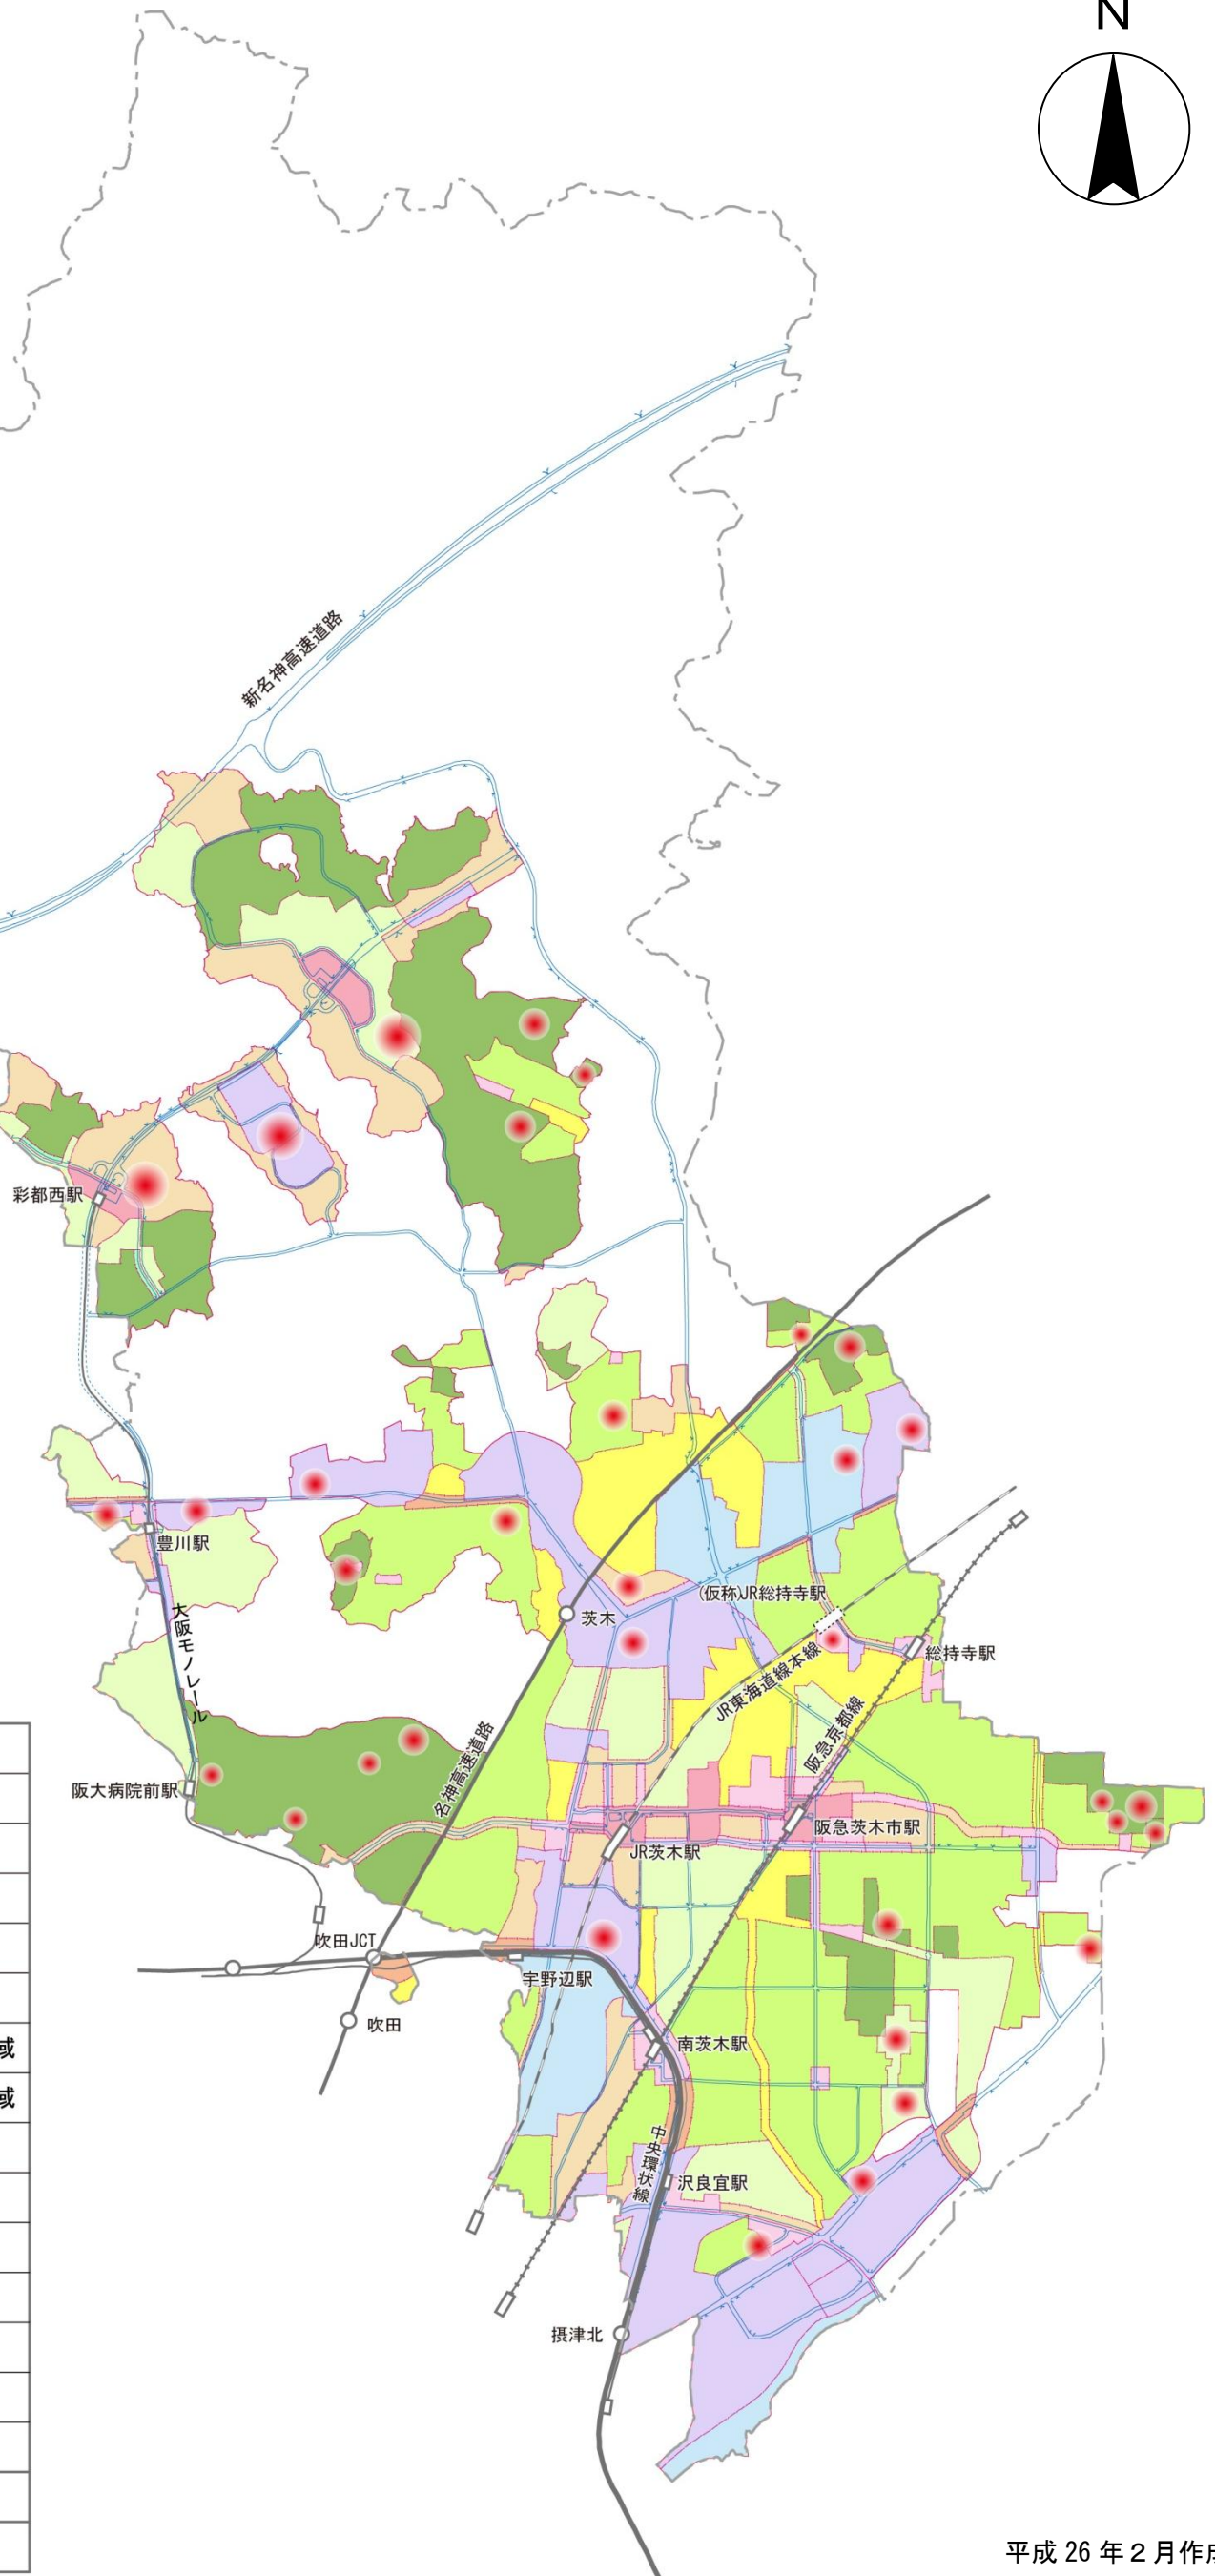 N
新名神高速道路
彩都西駅
豊川駅
(仮称)JR総持寺駅
茨木
大阪モノレール
総持寺駅
JR東海道線本線
阪急京都線
名神高速道路
阪大病院前駅
阪急茨木市駅
JR茨木駅
吹田JCT
宇野辺駅
吹田
南茨木駅
域
域
中央環状線
沢良宜駅
摂津北
平成26年2月作成